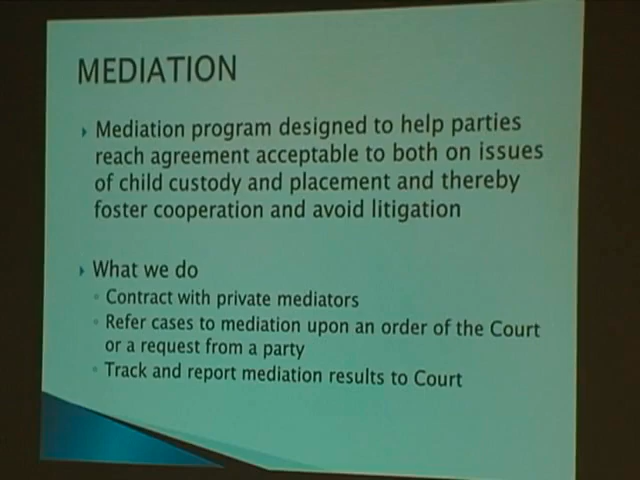 MEDIATION
Mediation program designed to help parties
reach agreement acceptable to both on issues
of child custody and placement and thereby
foster cooperation and avoid litigation
What we do
Contract with private mediators
Refer cases to mediation upon an order of the Court
or a request from a party
Track and report mediation results to Court